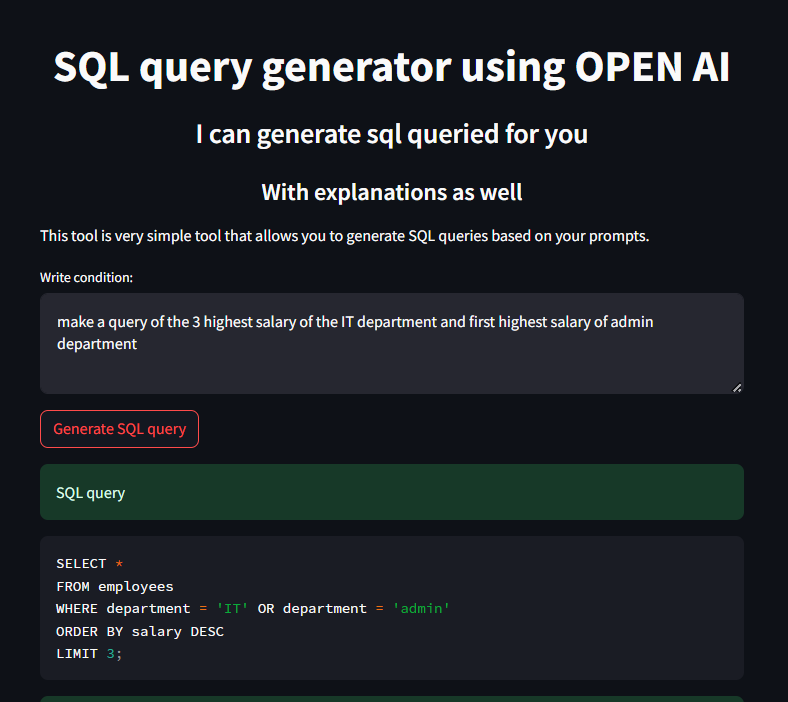 SQL query generator using OPEN AI
I can generate sql queried for you
With explanations as well
This tool is very simple tool that allows you to generate SQL queries based on your prompts.
Write condition:
make a query of the 3 highest salary of the IT department and first highest salary of admin
department
Generate SQL query
SQL query
SELECT *
FROM employees
WHERE department = 'IT' OR department = 'admin'
ORDER BY salary DESC
LIMIT 3;